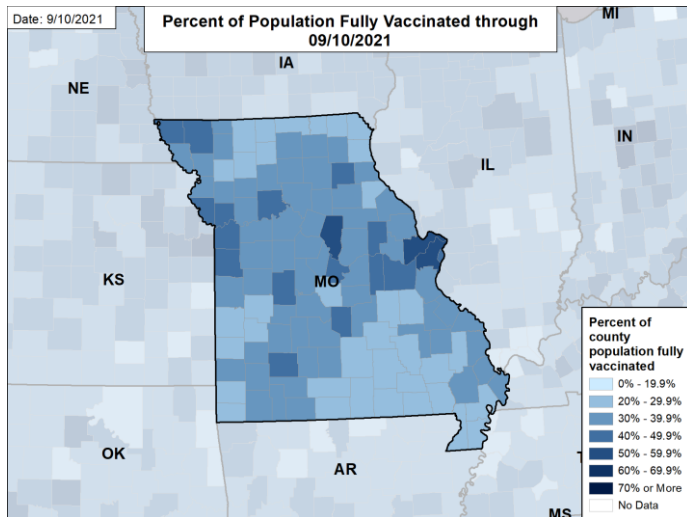 Date: 9/10/2021
Percent of Population Fully Vaccinated through
09/10/2021
MI
IA
NE
IN
IL
KS
MO
OK
AR
MS
Percent of
county
population fully
vaccinated
0% - 19.9%
20% - 29.9%
30% - 39.9%
40% - 49.9%
50% - 59.9%
60% - 69.9%
70% or More
No Data